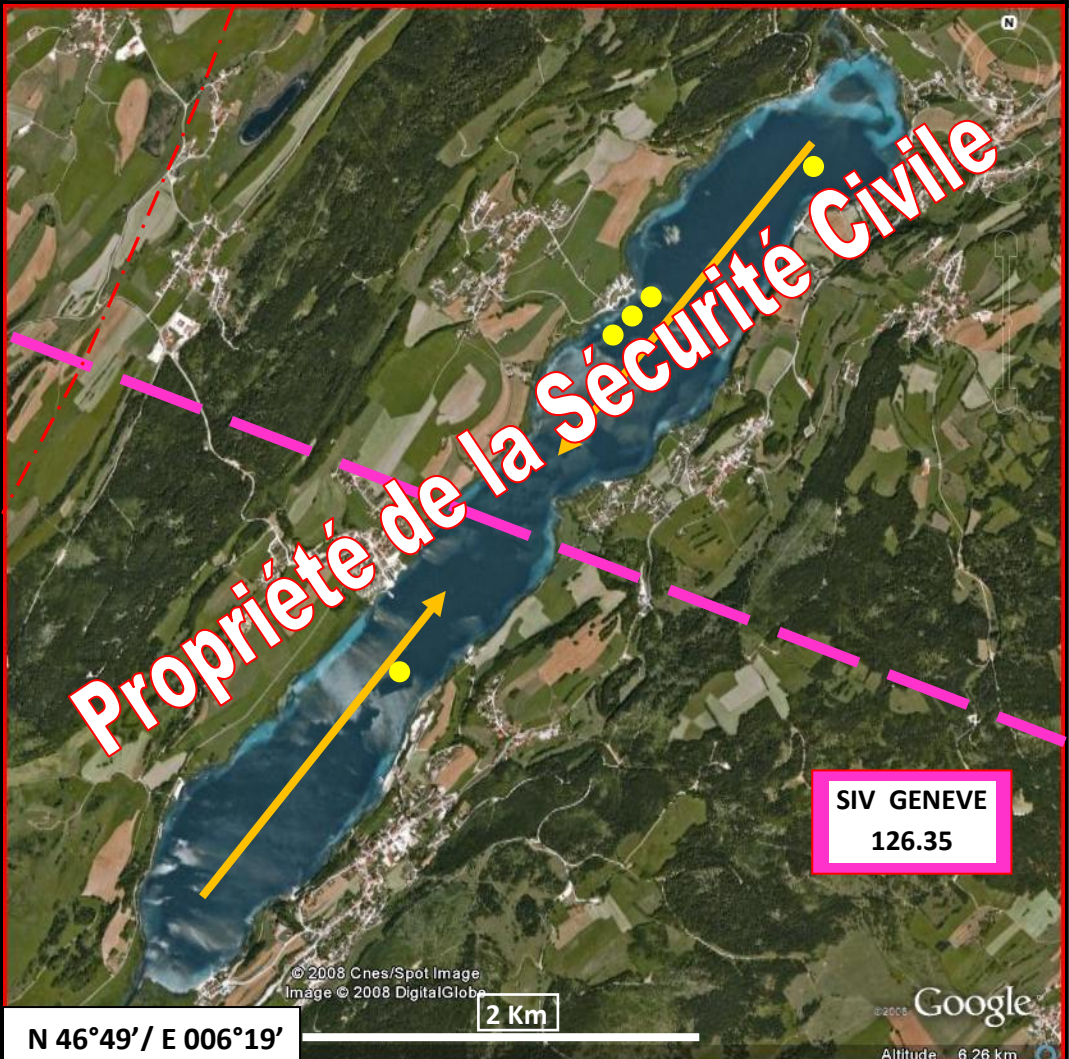 N
Propriété de la Sécurité Civile
SIV GENEVE
126.35
© 2008 Cnes/Spot Image
Image © 2008 DigitalGlobe
©2008 Google
2 Km
N 46°49’/ E 006°19’
Altitude 6.26 km